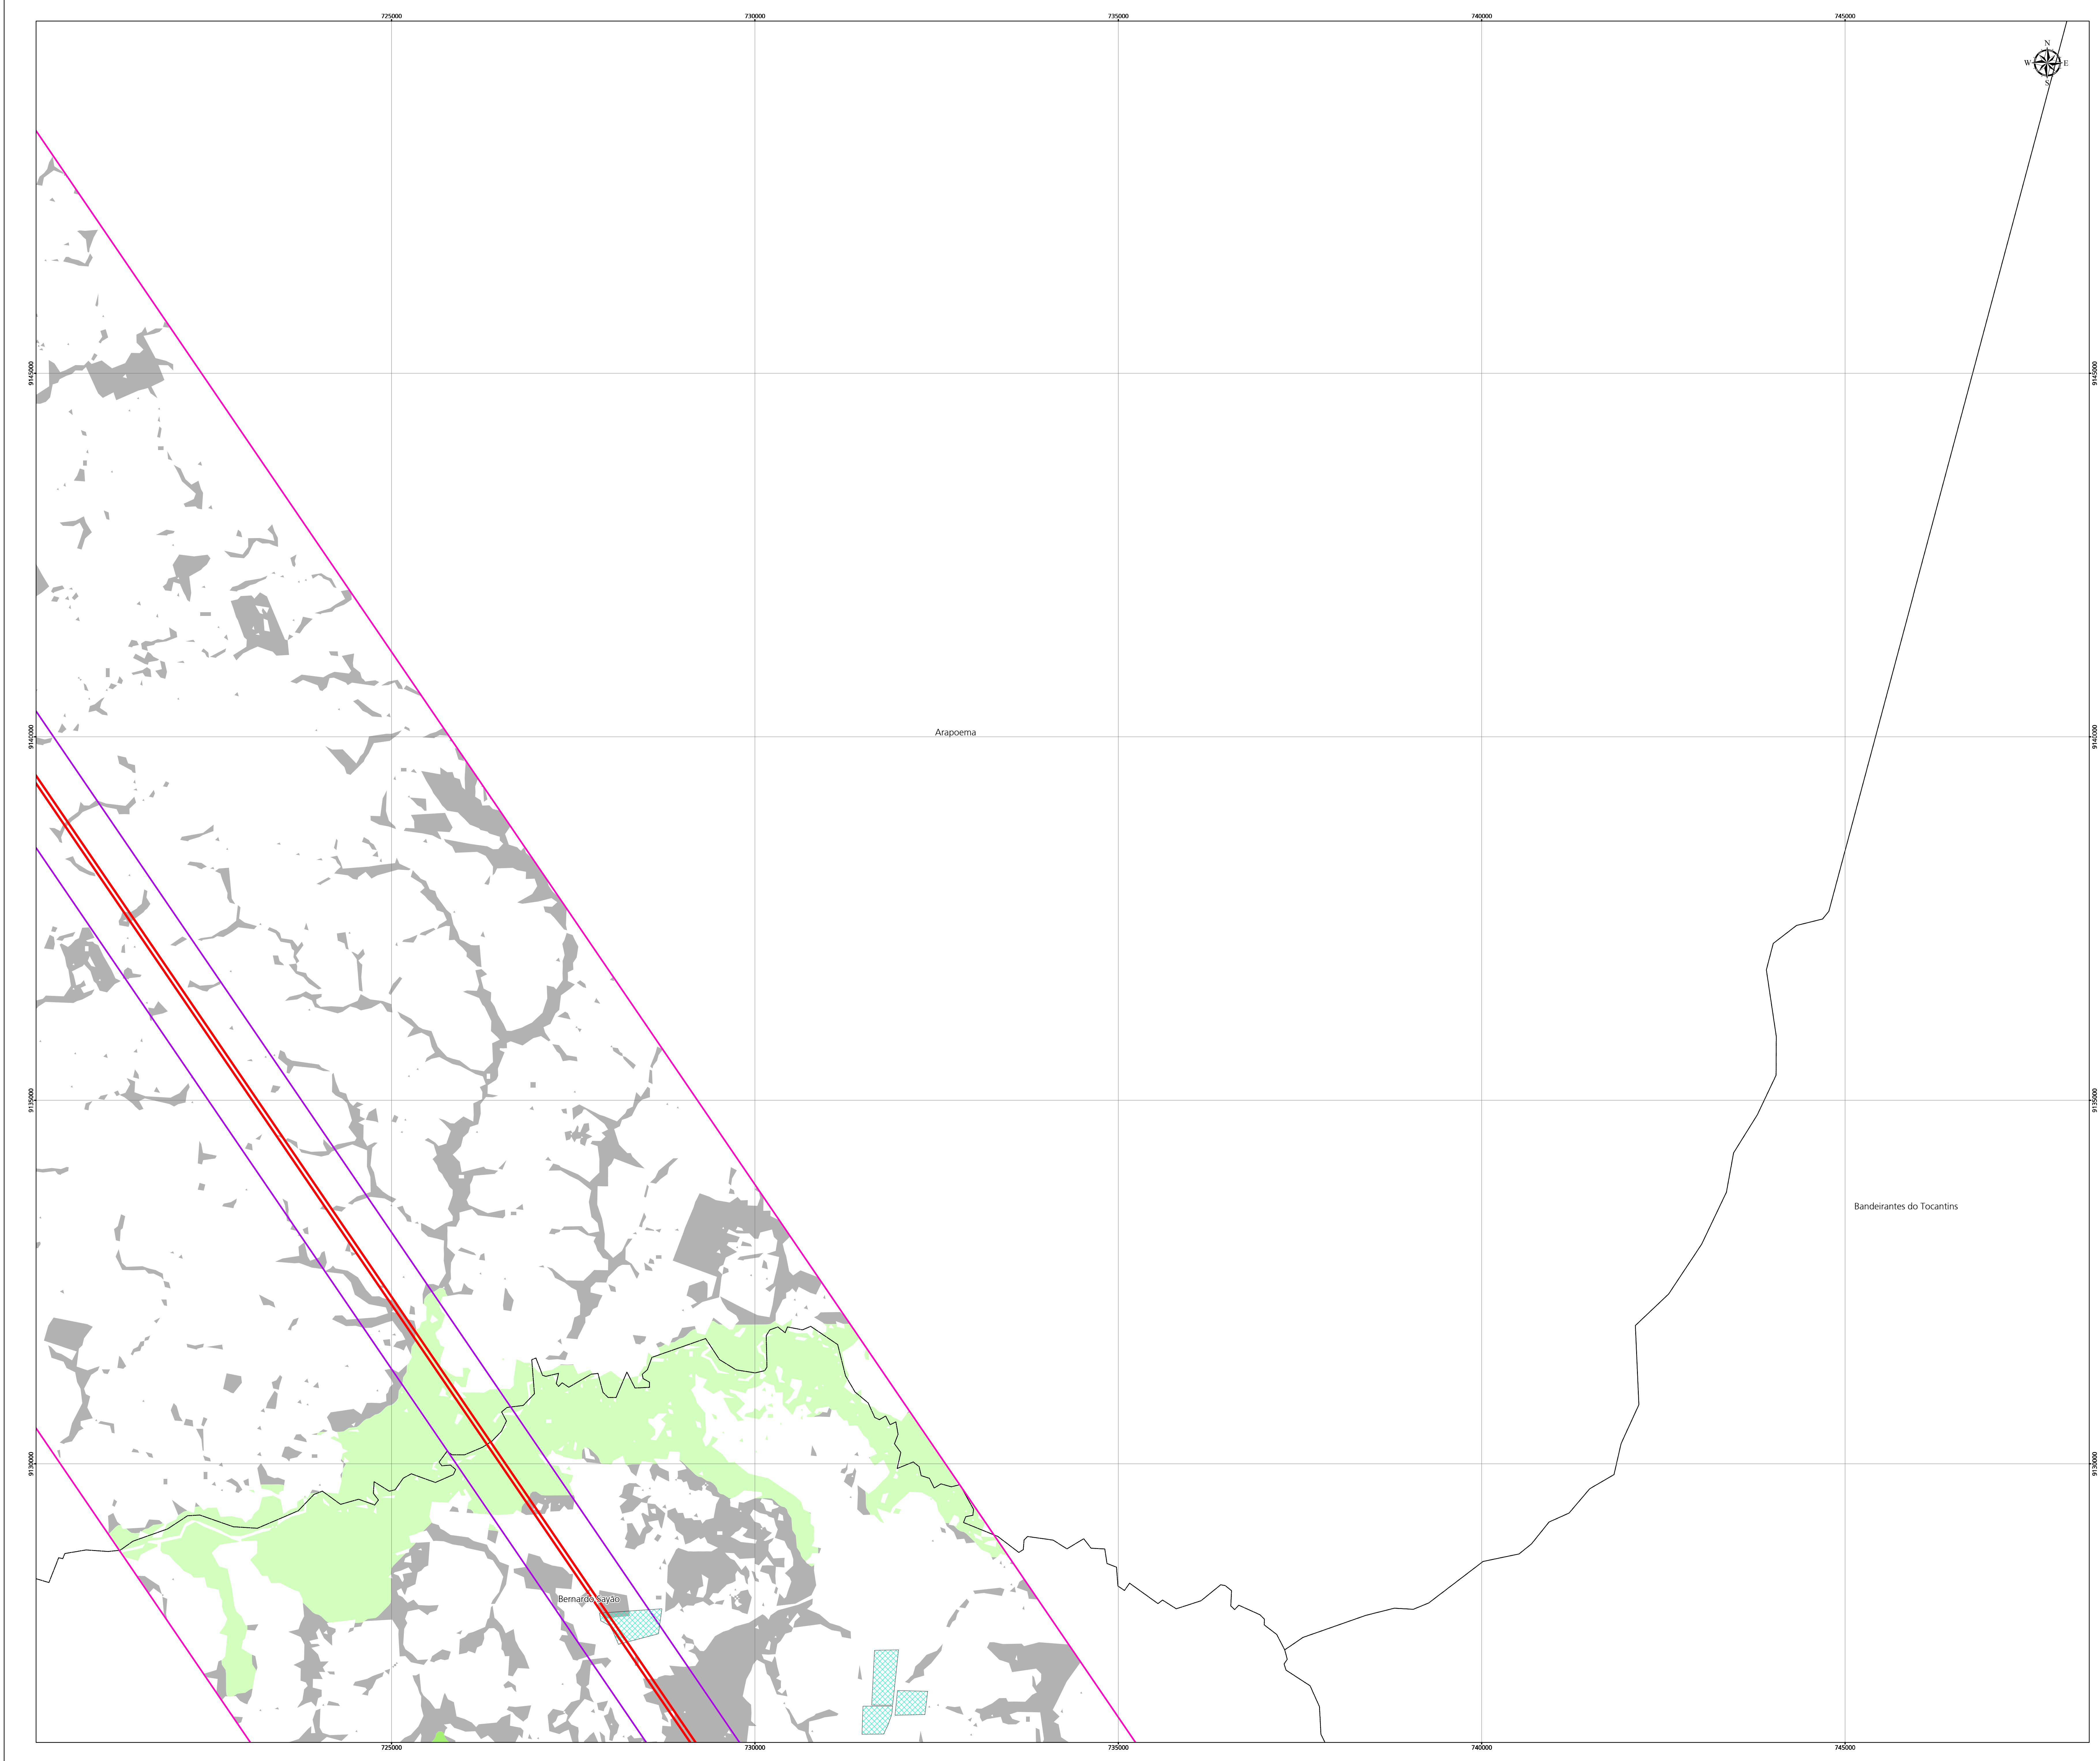 725000 730000 735000 740000 745000
N
W E
S
9145000 9145000
Arapoema
9140000 9140000
9135000 9135000
Bandeirantes do Tocantins
9130000 9130000
Bernardo Sayão
725000 730000 735000 740000 745000